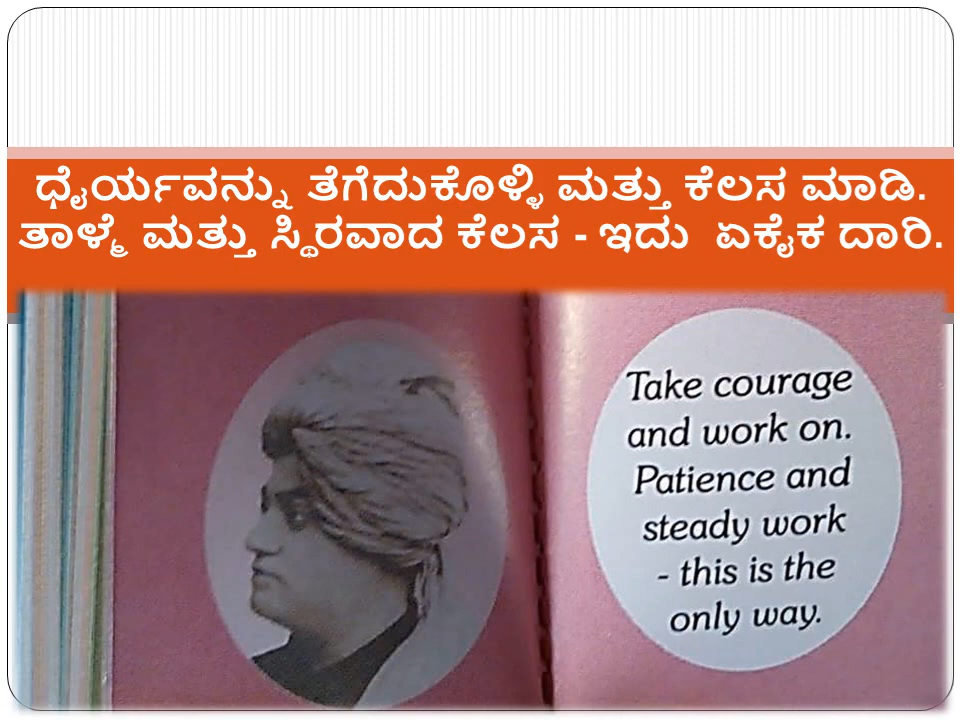 ಧೈರ್ಯವನ್ನು ತೆಗೆದುಕೊಳ್ಳಿ ಮತ್ತು ಕೆಲಸ ಮಾಡಿ.
ತಾಳ್ಮೆ ಮತ್ತು ಸ್ಥಿರವಾದ ಕೆಲಸ - ಇದು ಏಕೈಕ ದಾರಿ.
Take courage
and work on.
Patience and
steady work
- this is the
only way.